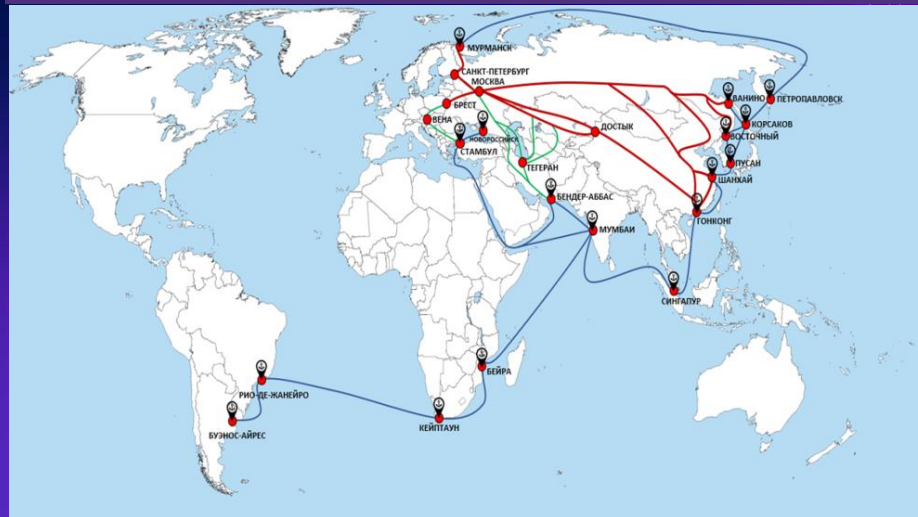 МУРМАНСК
САНКТ-ПЕТЕРБУРГ
МОСКВА
БРЕСТ
ВЕНА
НОВОРОССИЙСК
СТАМБУЛ
ДОСТЫК
ТЕГЕРАН
БЕНДЕР-АББАС
ВАНИНО
ПЕТРОПАВЛОВСК
КОРСАКОВ
ВОСТОЧНЫЙ
ПУСАН
ШАНХАЙ
ГОНКОНГ
МУМБАИ
СИНГАПУР
БЕЙРА
РИО-ДЕ-ЖАНЕЙРО
КЕЙПТАУН
БУЭНОС-АЙРЕС